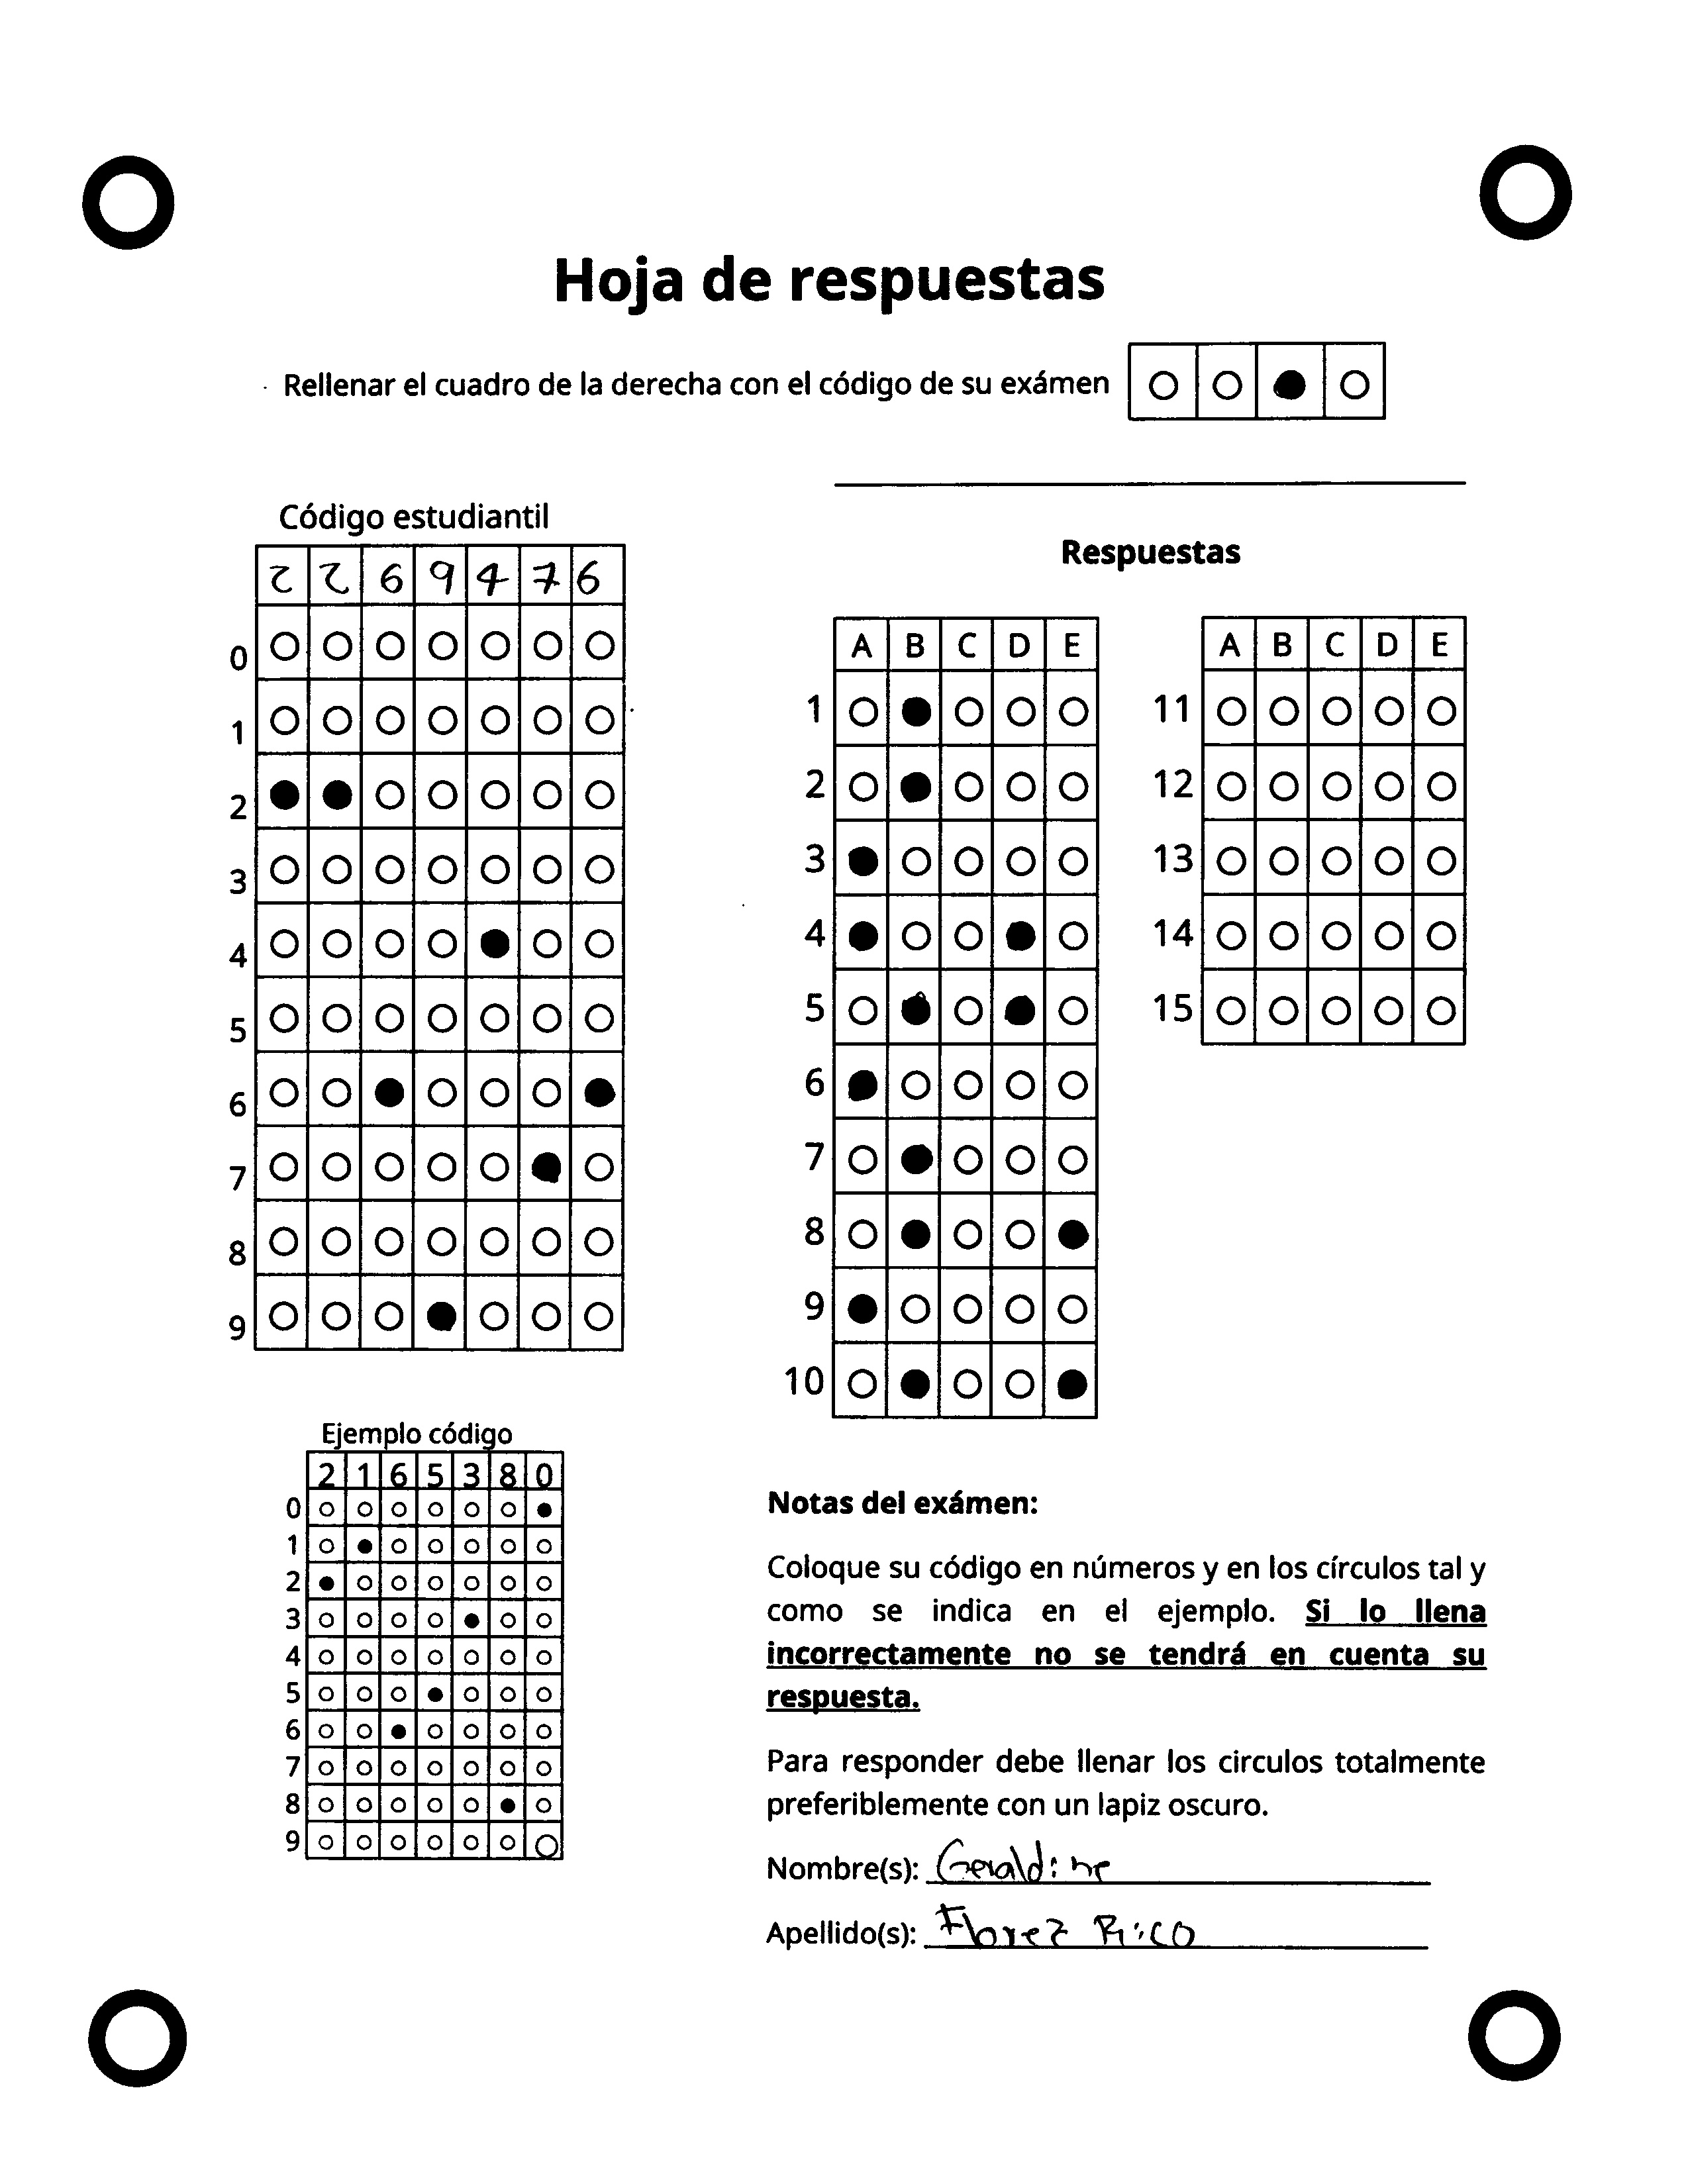 Hoja de respuestas
Rellenar el cuadro de la derecha con el código de su exámen
Código estudiantil
2 2 6 9 4 7 6
0
1
2
3
4
5
6
7
8
9
Respuestas
A B C D E
1
2
3
4
5
6
7
8
9
10
A B C D E
11
12
13
14
15
Ejemplo código
2 1 6 5 3 8 0
0
1
2
3
4
5
6
7
8
9
Notas del exámen:
Coloque su código en números y en los círculos tal y
como se indica en el ejemplo. Si lo llena
incorrectamente no se tendrá en cuenta su
respuesta.
Para responder debe llenar los circulos totalmente
preferiblemente con un lapiz oscuro.
Nombre(s): Geraldine
Apellido(s): Florez Rico